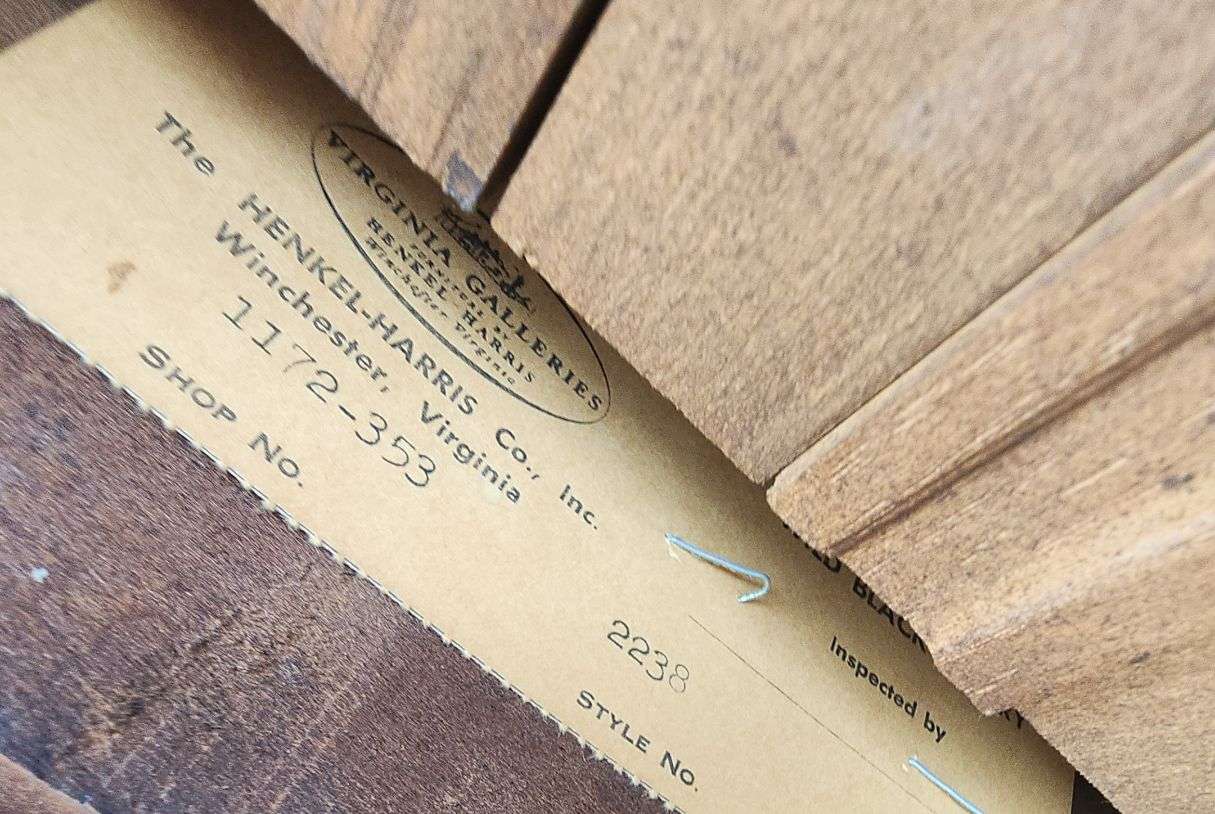 VIRGINIA GALLERIES
HENKEL-HARRIS
Winchester Virginia
The HENKEL-HARRIS Co., Inc.
Winchester, Virginia
1172-353
SHOP No.
BLACK
Inspected by
2238
STYLE No.